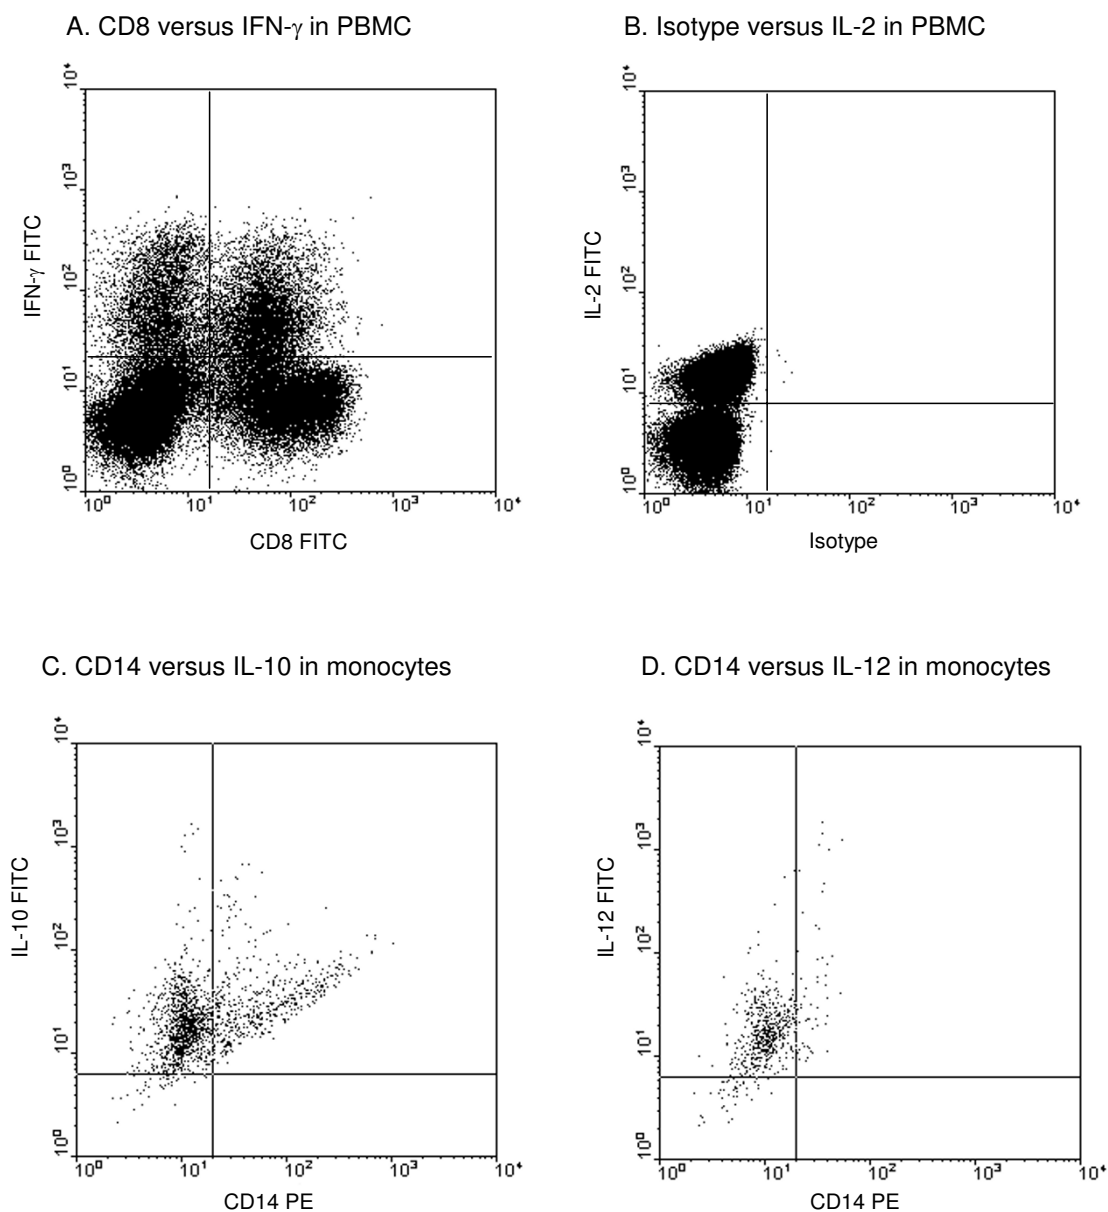 A. CD8 versus IFN-γ in PBMC
B. Isotype versus IL-2 in PBMC
10⁴
10³
10²
10¹
10⁰
IFN-γ FITC
10⁰ 10¹ 10² 10³ 10⁴
CD8 FITC
10⁴
10³
10²
10¹
10⁰
IL-2 FITC
10⁰ 10¹ 10² 10³ 10⁴
Isotype
C. CD14 versus IL-10 in monocytes
D. CD14 versus IL-12 in monocytes
10⁴
10³
10²
10¹
10⁰
IL-10 FITC
10⁰ 10¹ 10² 10³ 10⁴
CD14 PE
10⁴
10³
10²
10¹
10⁰
IL-12 FITC
10⁰ 10¹ 10² 10³ 10⁴
CD14 PE